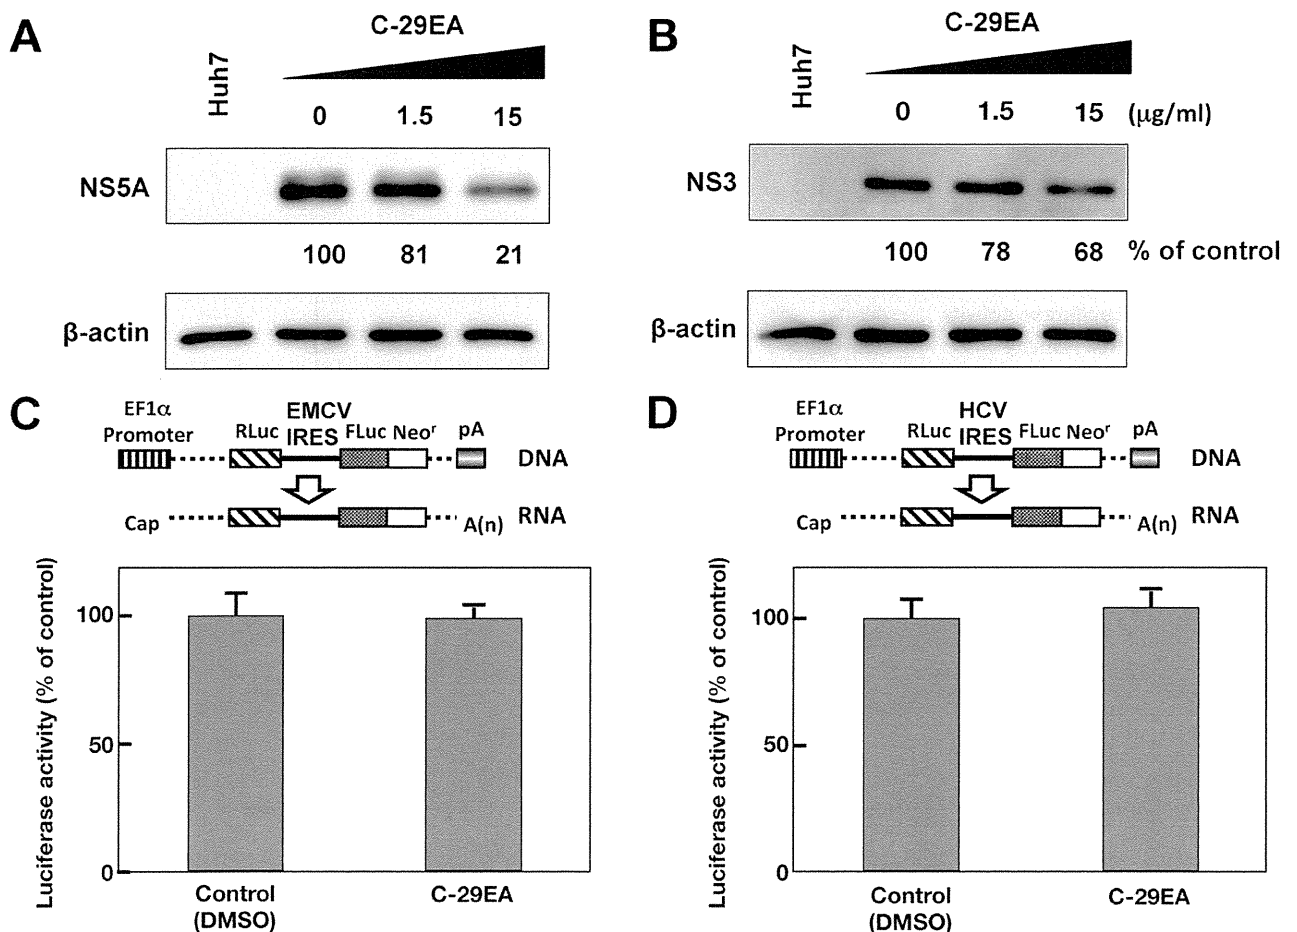 A
C-29EA
Huh7
0 1.5 15
NS5A
100 81 21
β-actin
B
C-29EA
Huh7
0 1.5 15 (μg/ml)
NS3
100 78 68 % of control
β-actin
C
EF1α
Promoter
RLuc
EMCV
IRES
FLuc
Neoʳ
pA
DNA
Cap
A(n)
RNA
Luciferase activity (% of control)
100
50
0
Control
(DMSO)
C-29EA
D
EF1α
Promoter
RLuc
HCV
IRES
FLuc
Neoʳ
pA
DNA
Cap
A(n)
RNA
Luciferase activity (% of control)
100
50
0
Control
(DMSO)
C-29EA